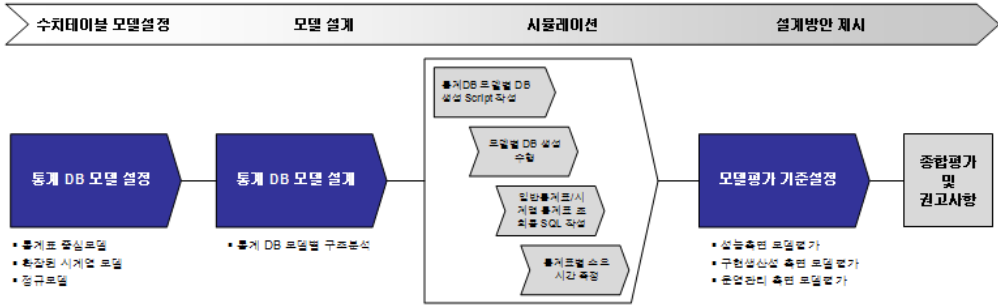 수치테이블 모델설정
모델 설계
시뮬레이션
설계방안 제시
통계 DB 모델 설정
▪ 통계표 중심모델
▪ 확장된 시계열 모델
▪ 정규모델
통계 DB 모델 설계
▪ 통계 DB 모델별 구조분석
통계DB 모델별 DB
생성 Script 작성
모델별 DB 생성
수행
일반통계표/시
계열 통계표 조
회용 SQL 작성
통계표별 소요
시간 측정
모델평가 기준설정
▪ 성능측면 모델평가
▪ 구현생산성 측면 모델평가
▪ 운영관리 측면 모델평가
종합평가
및
권고사항